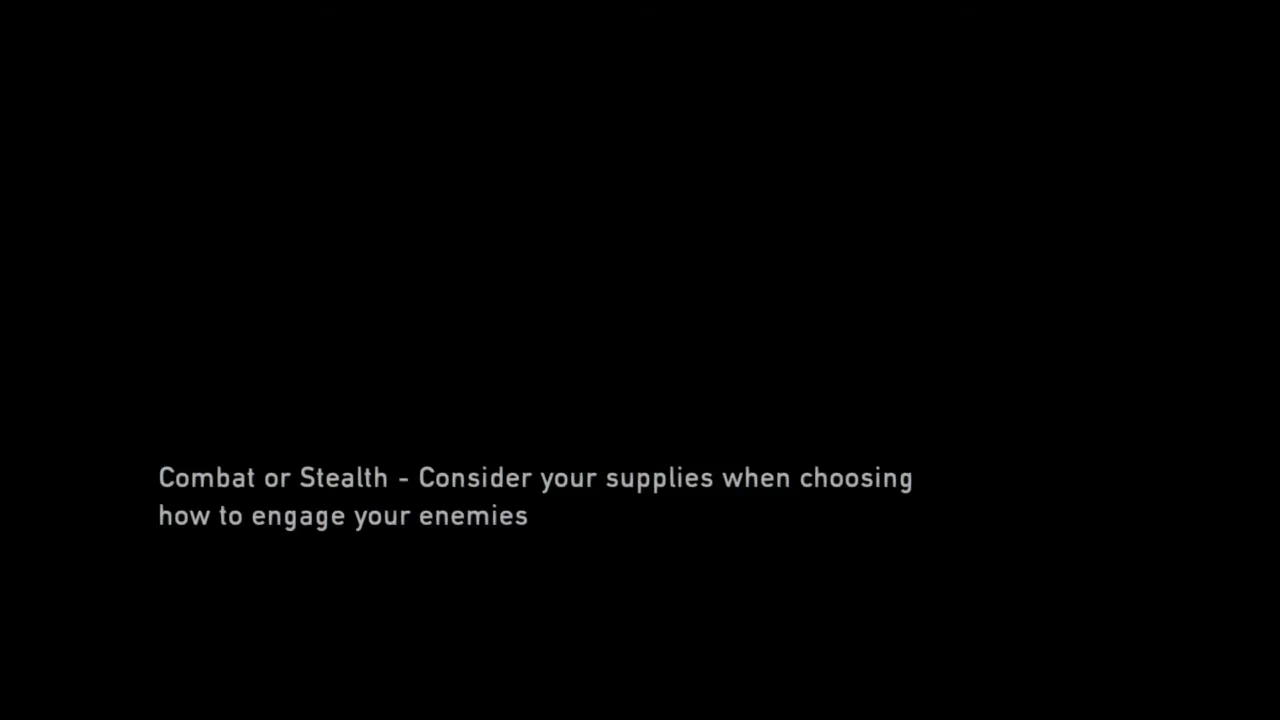 Combat or Stealth - Consider your supplies when choosing
how to engage your enemies